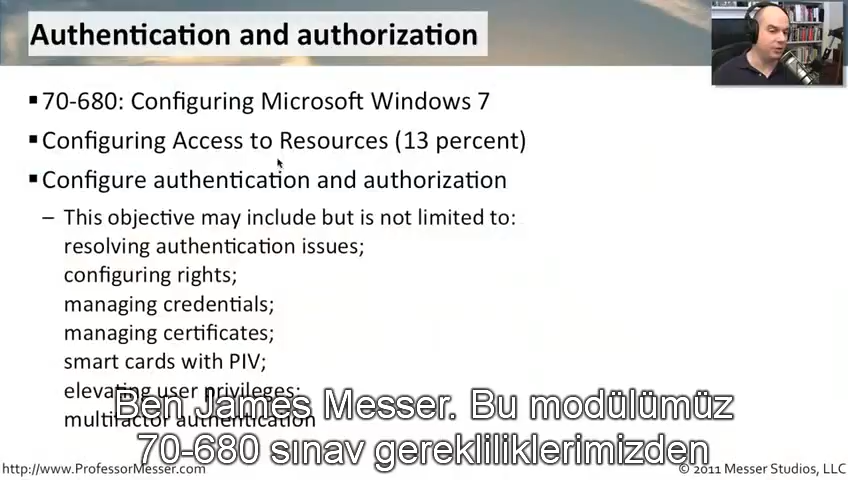 Authentication and authorization
70-680: Configuring Microsoft Windows 7
Configuring Access to Resources (13 percent)
Configure authentication and authorization
– This objective may include but is not limited to:
resolving authentication issues;
configuring rights;
managing credentials;
managing certificates;
smart cards with PIV;
elevating user privileges;
multifactor authentication
Ben James Messer. Bu modülümüz
70-680 sınav gerekliliklerimizden
http://www.ProfessorMesser.com
© 2011 Messer Studios, LLC